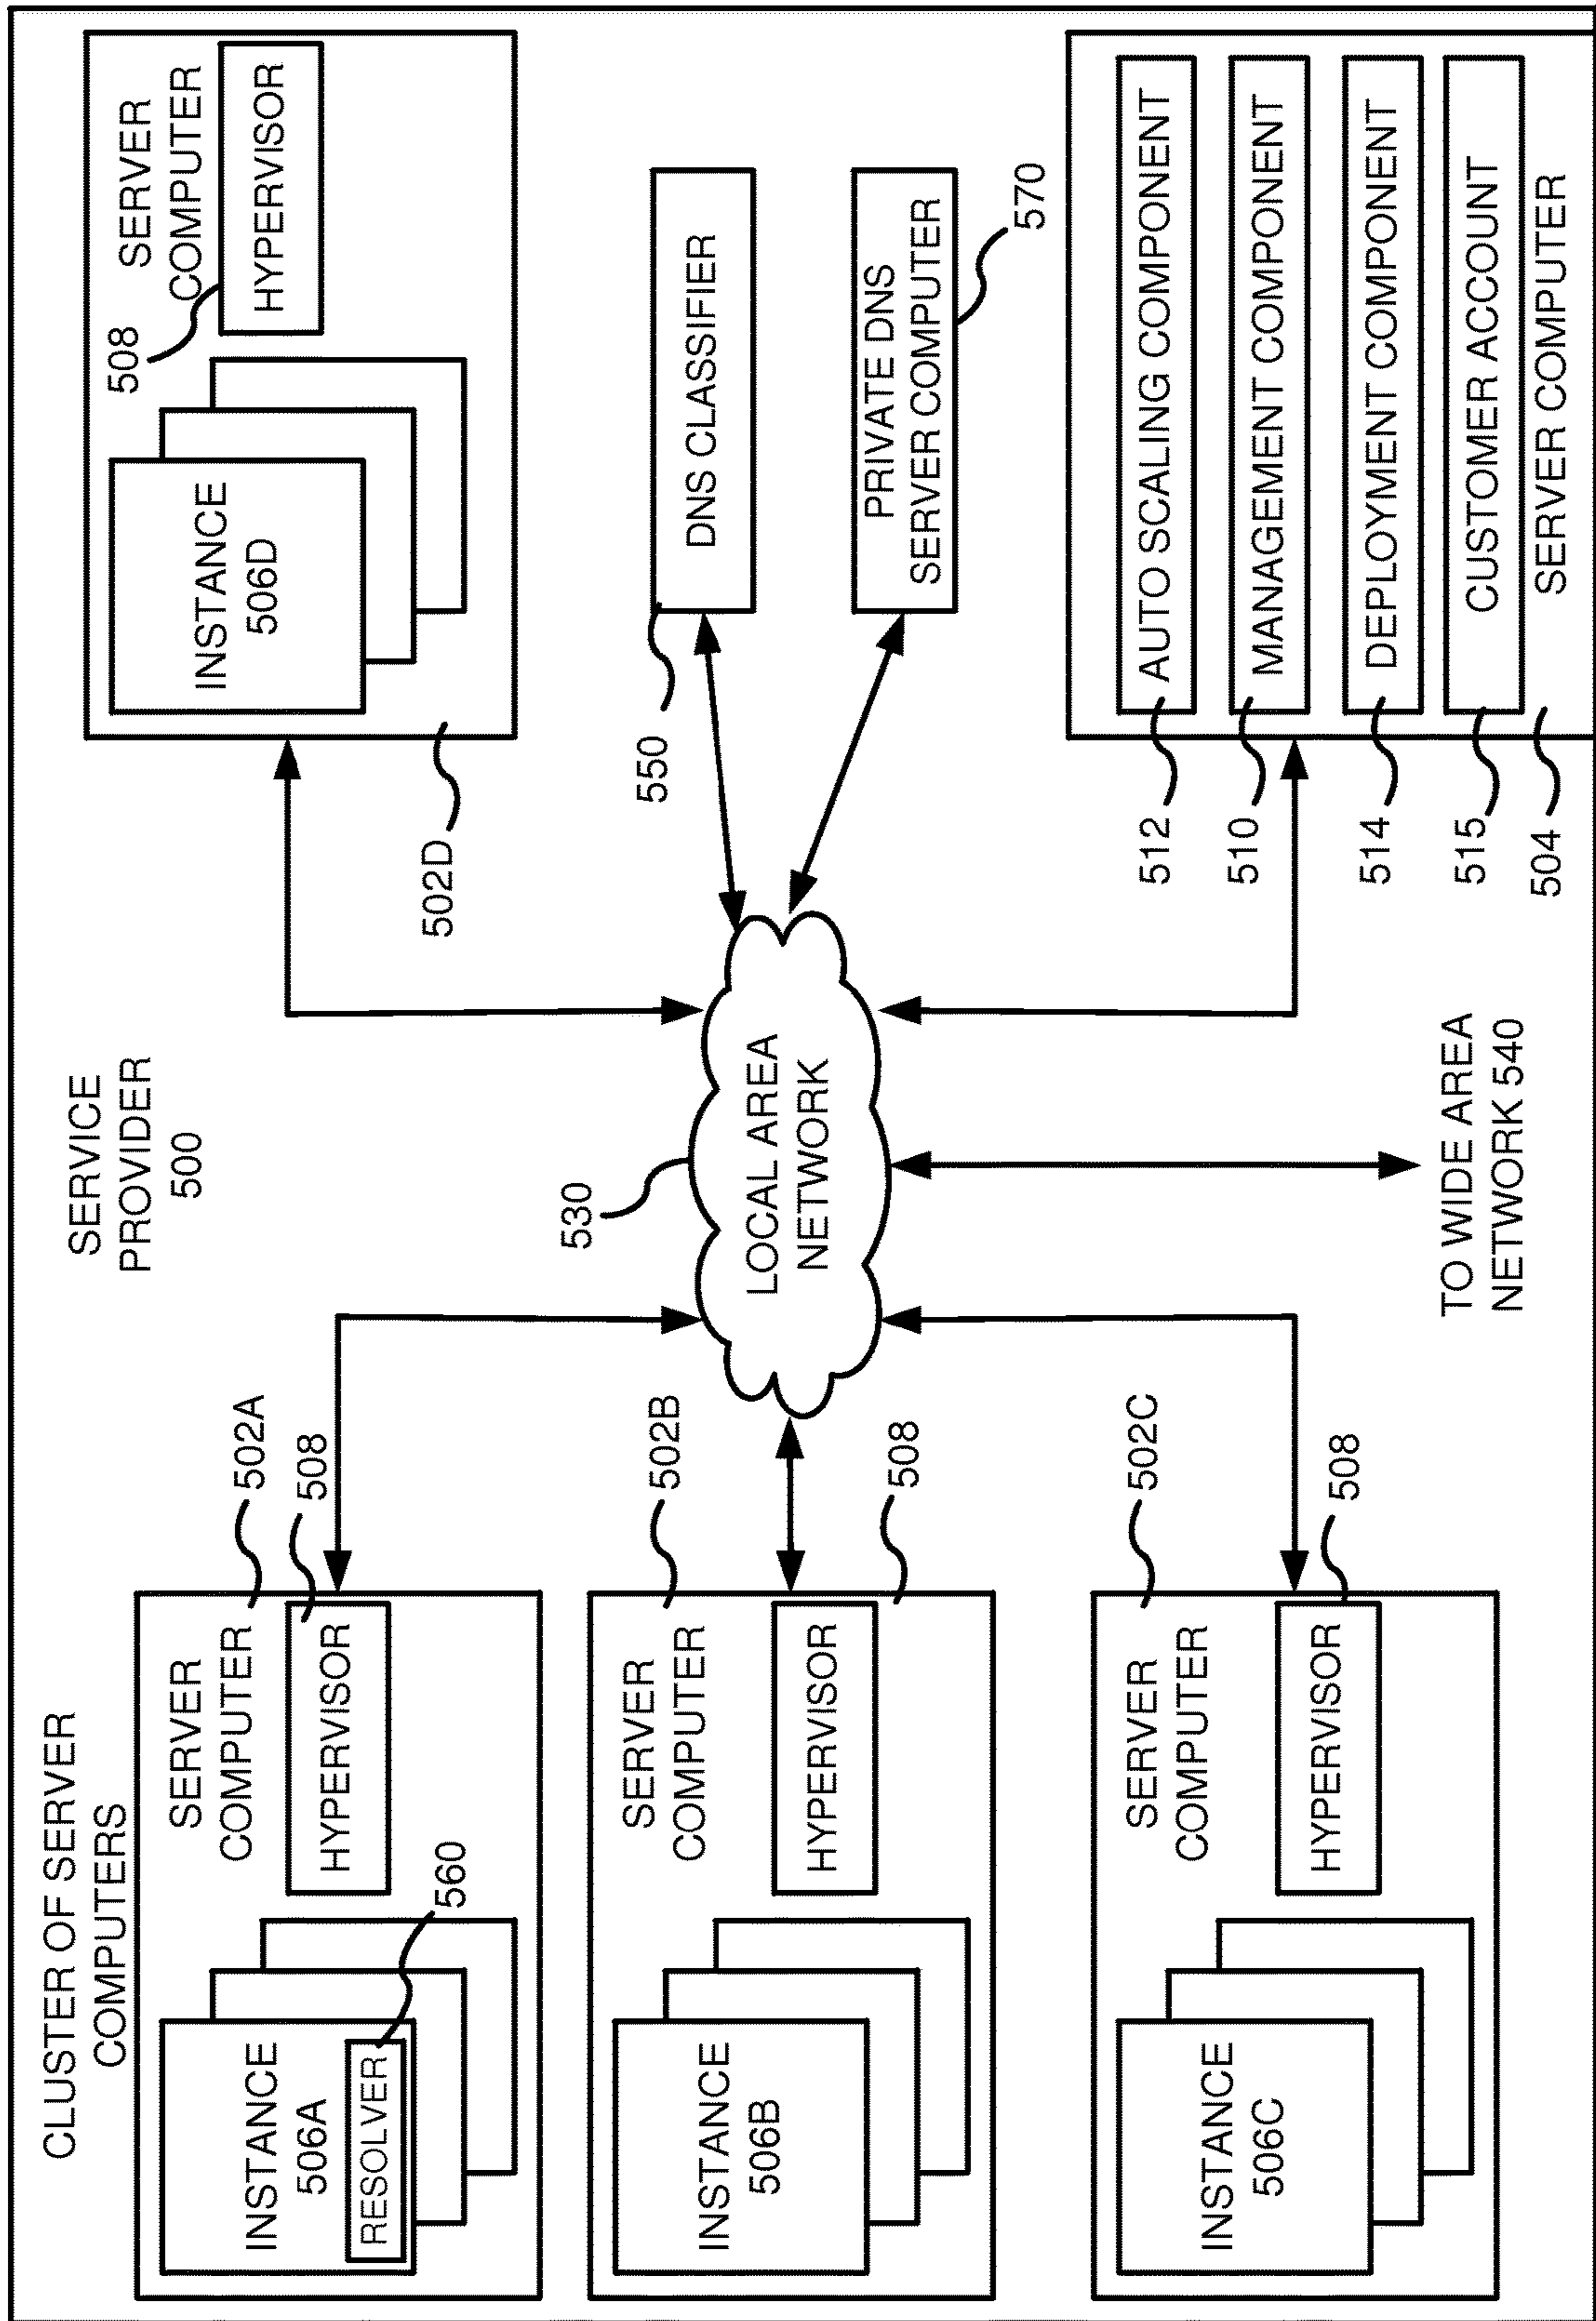 CLUSTER OF SERVER
COMPUTERS
SERVICE
PROVIDER
500
SERVER
COMPUTER
502A
HYPERVISOR
508
INSTANCE
506A
RESOLVER
560
SERVER
COMPUTER
502B
HYPERVISOR
508
INSTANCE
506B
SERVER
COMPUTER
502C
HYPERVISOR
508
INSTANCE
506C
530
LOCAL AREA
NETWORK
TO WIDE AREA
NETWORK 540
508
SERVER
COMPUTER
HYPERVISOR
INSTANCE
506D
502D
550
DNS CLASSIFIER
PRIVATE DNS
SERVER COMPUTER
570
512
AUTO SCALING COMPONENT
510
MANAGEMENT COMPONENT
514
DEPLOYMENT COMPONENT
515
CUSTOMER ACCOUNT
504
SERVER COMPUTER